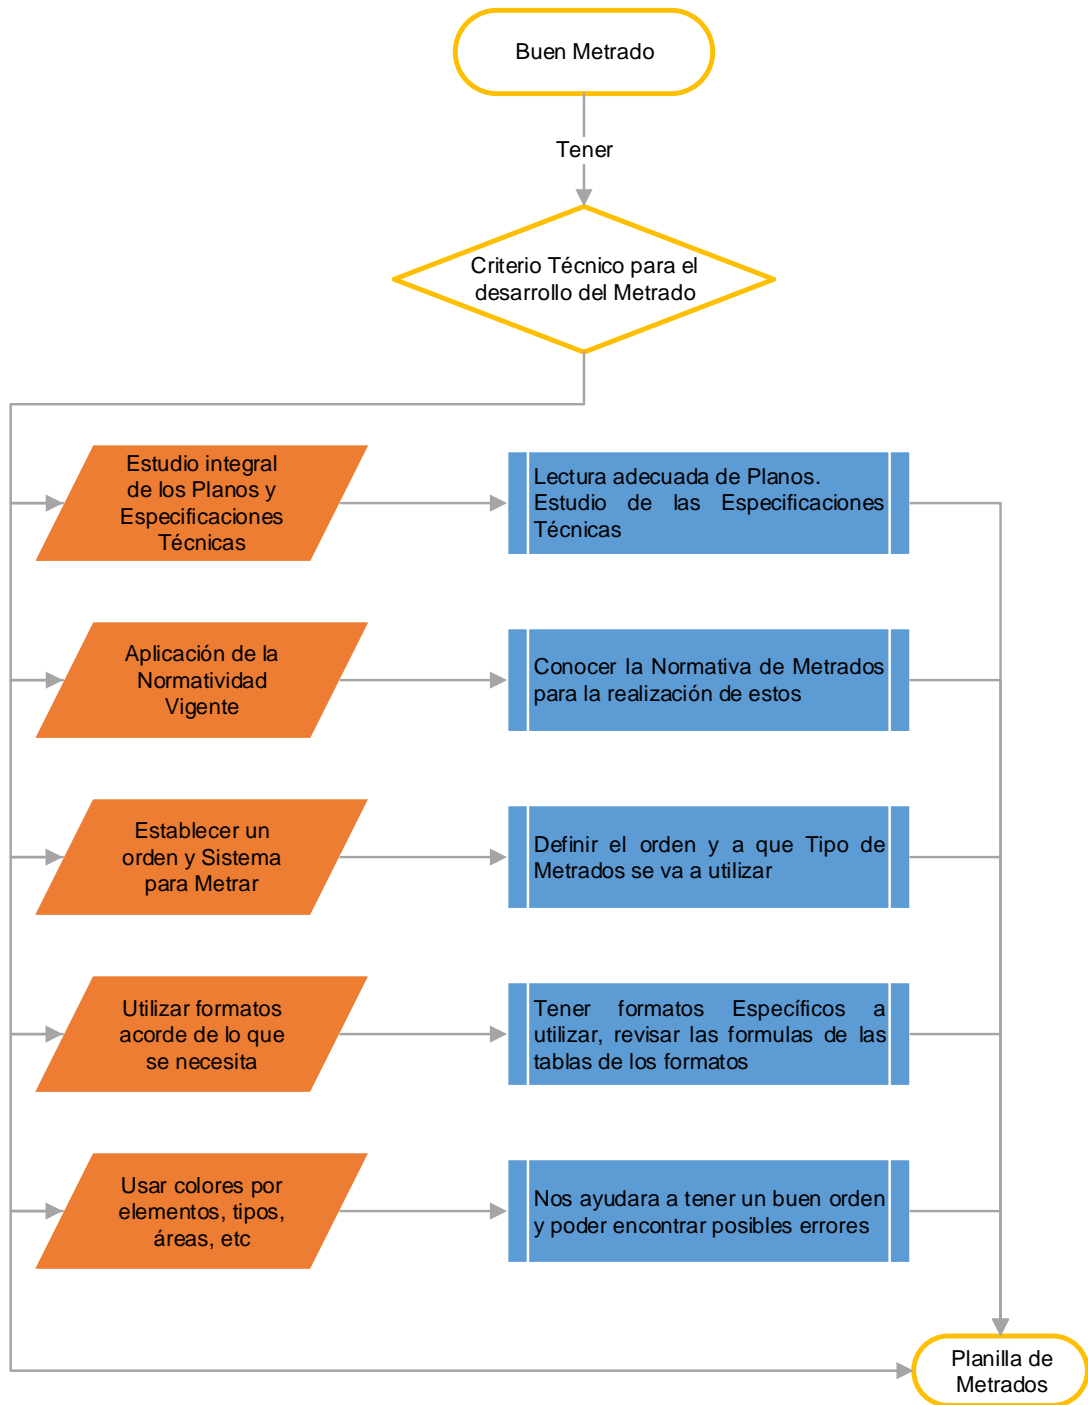 Buen Metrado
Tener
Criterio Técnico para el
desarrollo del Metrado
Estudio integral
de los Planos y
Especificaciones
Técnicas
Lectura adecuada de Planos.
Estudio de las Especificaciones
Técnicas
Aplicación de la
Normatividad
Vigente
Conocer la Normativa de Metrados
para la realización de estos
Establecer un
orden y Sistema
para Metrar
Definir el orden y a que Tipo de
Metrados se va a utilizar
Utilizar formatos
acorde de lo que
se necesita
Tener formatos Específicos a
utilizar, revisar las formulas de las
tablas de los formatos
Usar colores por
elementos, tipos,
áreas, etc
Nos ayudara a tener un buen orden
y poder encontrar posibles errores
Planilla de
Metrados